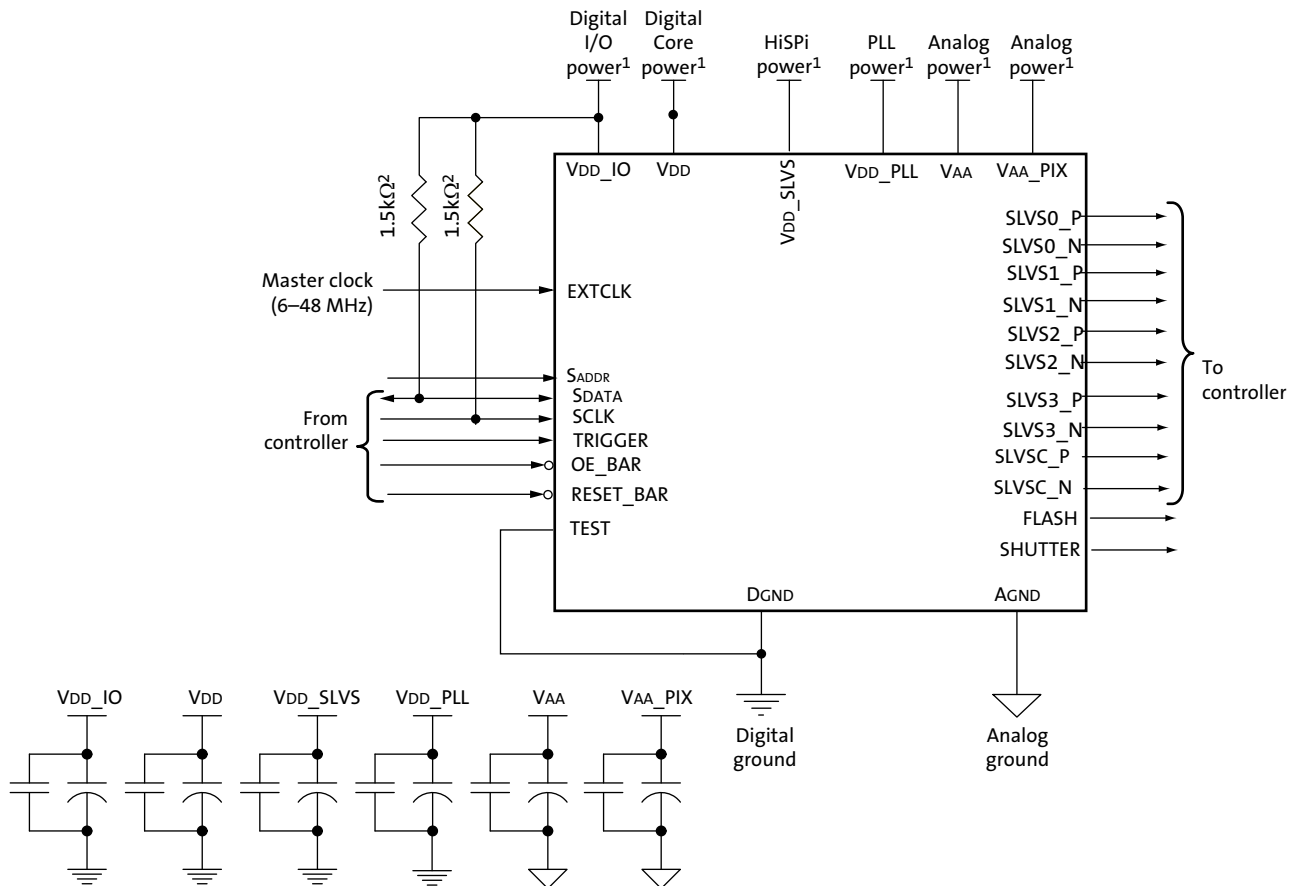 Digital
I/O
power1
Digital
Core
power1
HiSPi
power1
PLL
power1
Analog
power1
Analog
power1
VDD_IO
VDD
VDD_SLVS
VDD_PLL
VAA
VAA_PIX
1.5kΩ2
1.5kΩ2
Master clock
(6–48 MHz)
EXTCLK
From
controller
SADDR
SDATA
SCLK
TRIGGER
OE_BAR
RESET_BAR
TEST
SLVS0_P
SLVS0_N
SLVS1_P
SLVS1_N
SLVS2_P
SLVS2_N
SLVS3_P
SLVS3_N
SLVSC_P
SLVSC_N
FLASH
SHUTTER
To
controller
DGND
AGND
Digital
ground
Analog
ground
VDD_IO
VDD
VDD_SLVS
VDD_PLL
VAA
VAA_PIX